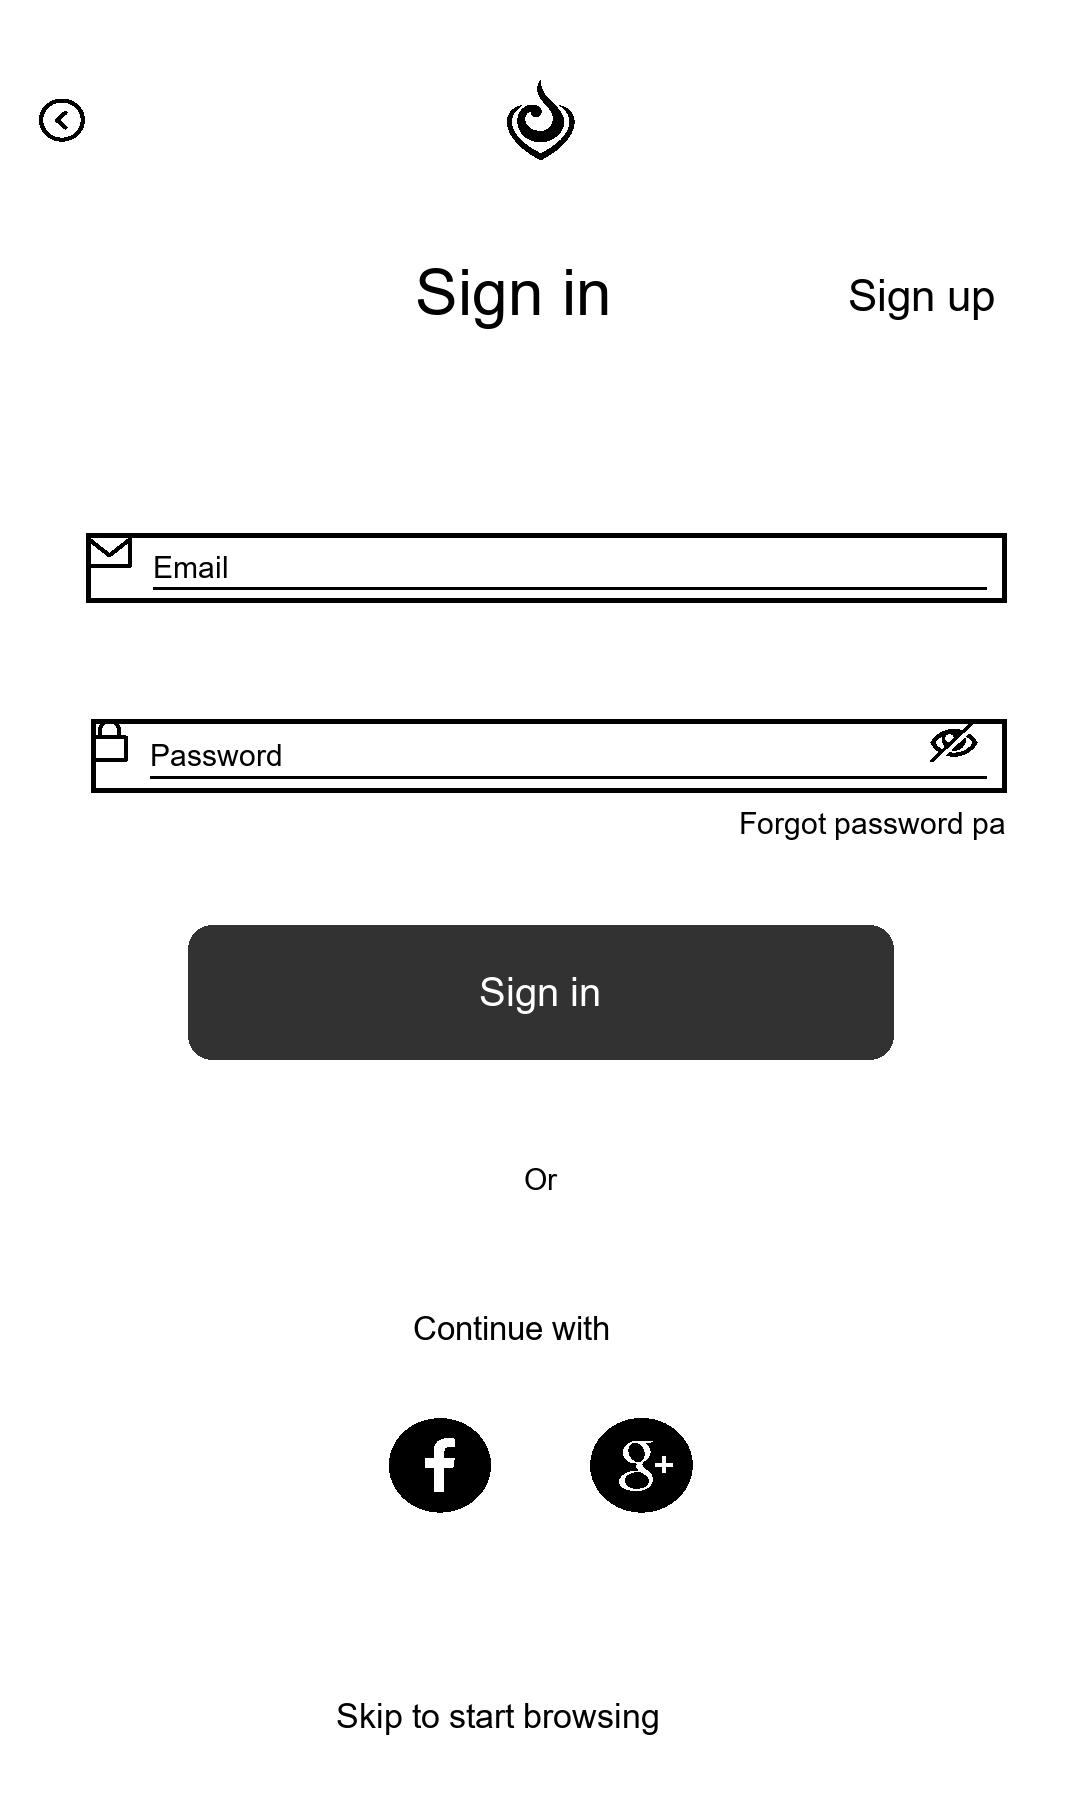 Sign in
Sign up
Email
Password
Forgot password pa
Sign in
Or
Continue with
f
g+
Skip to start browsing